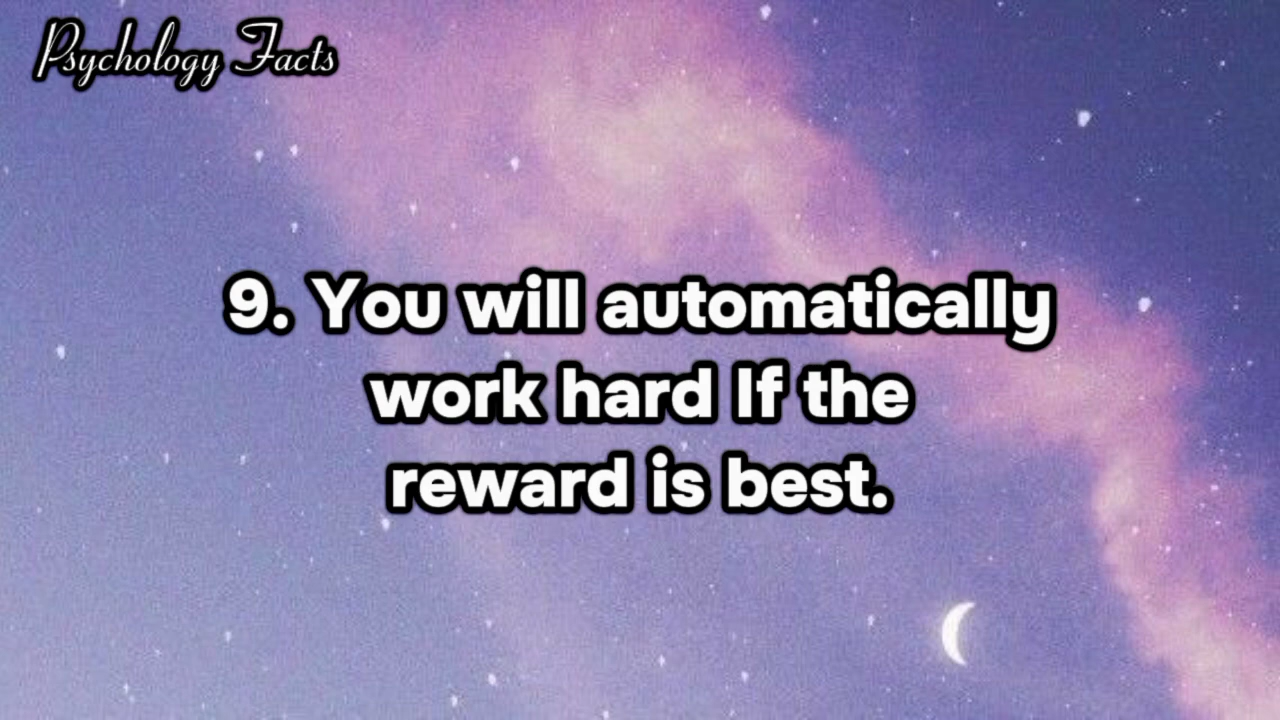 Psychology Facts
9. You will automatically
work hard If the
reward is best.